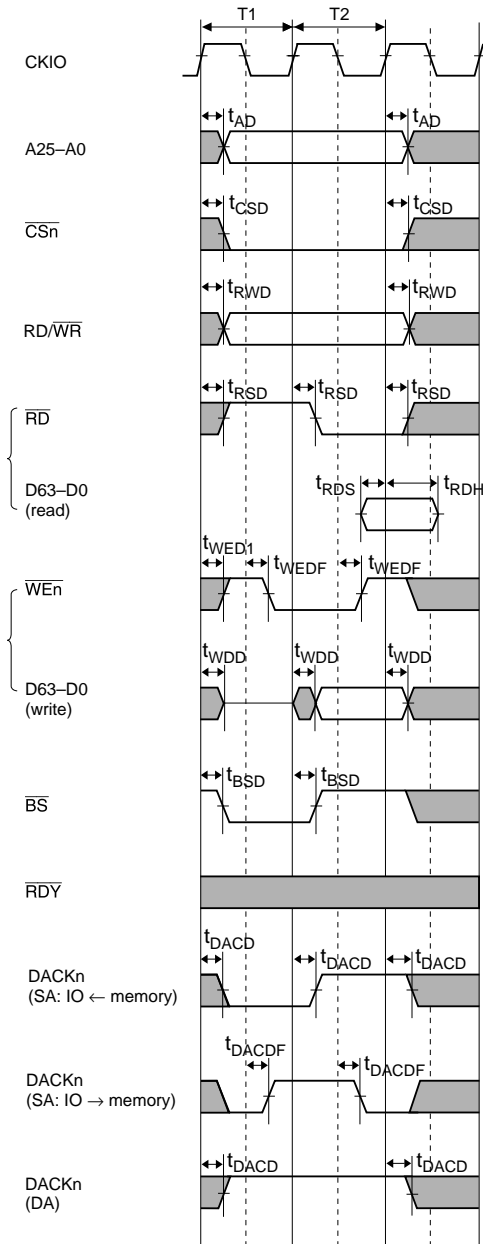 T1 T2
CKIO
tAD tAD
A25–A0
tCSD tCSD
CSn
tRWD tRWD
RD/WR
tRSD tRSD tRSD
RD
tRDS tRDH
D63–D0
(read)
tWED1 tWEDF tWEDF
WEn
tWDD tWDD tWDD
D63–D0
(write)
tBSD tBSD
BS
RDY
tDACD tDACD tDACD
DACKn
(SA: IO ← memory)
tDACDF tDACDF
DACKn
(SA: IO → memory)
tDACD tDACD
DACKn
(DA)